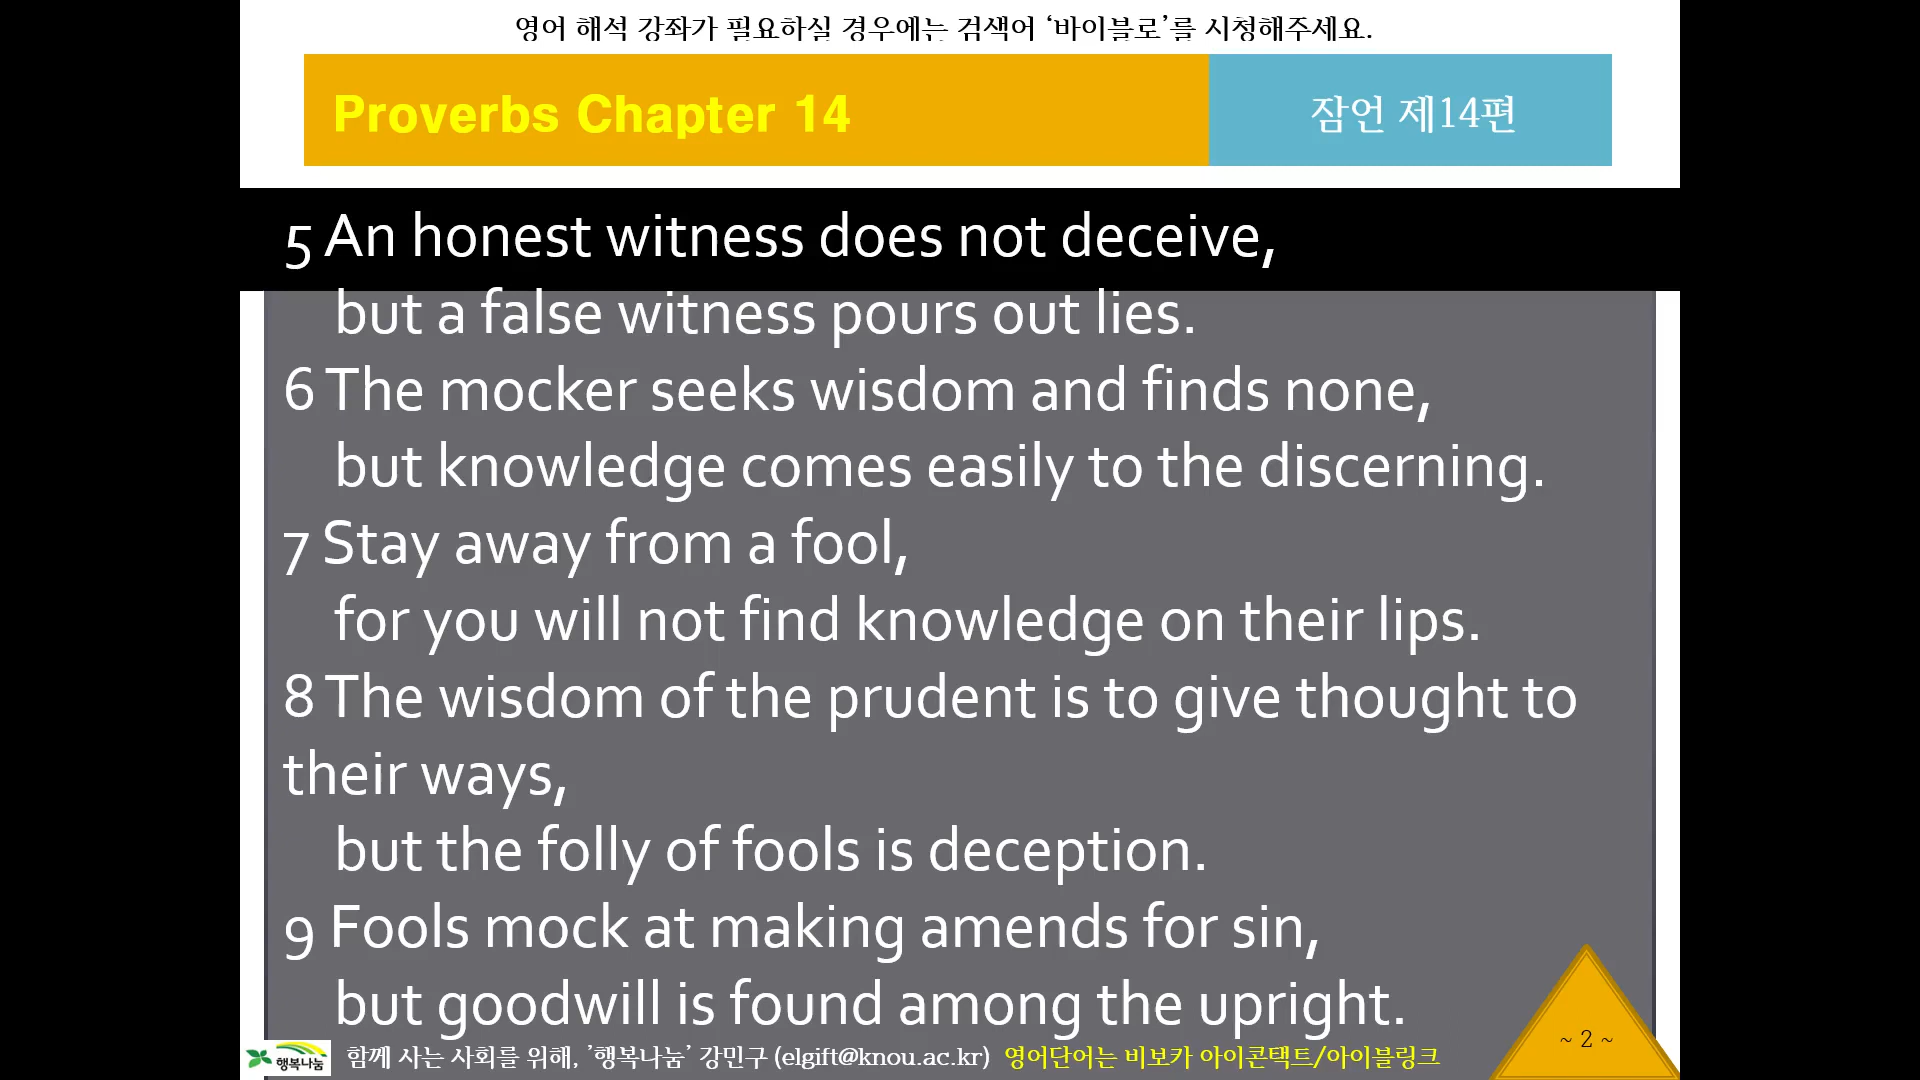 영어 해석 강좌가 필요하실 경우에는 검색어 ‘바이블로’를 시청해주세요.
Proverbs Chapter 14
잠언 제14편
5 An honest witness does not deceive,
but a false witness pours out lies.
6 The mocker seeks wisdom and finds none,
but knowledge comes easily to the discerning.
7 Stay away from a fool,
for you will not find knowledge on their lips.
8 The wisdom of the prudent is to give thought to
their ways,
but the folly of fools is deception.
9 Fools mock at making amends for sin,
but goodwill is found among the upright.
~ 2 ~
행복나눔
함께 사는 사회를 위해, ’행복나눔’ 강민구 (elgift@knou.ac.kr) 영어단어는 비보카 아이콘택트/아이블링크